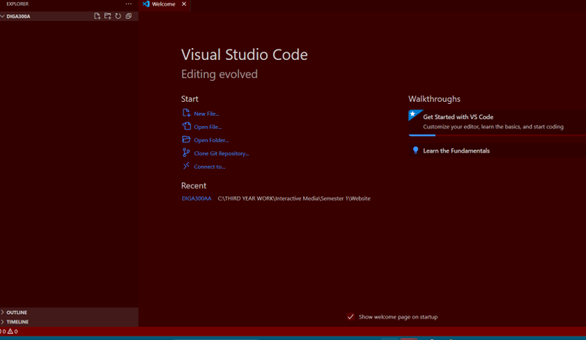 EXPLORER
DIGA300A
Welcome
Visual Studio Code
Editing evolved
Start
New File...
Open File...
Open Folder...
Clone Git Repository...
Connect to...
Recent
DIGA300AA C:\THIRD YEAR WORK\Interactive Media\Semester 1\Website
Walkthroughs
Get Started with VS Code
Customize your editor, learn the basics, and start coding
Learn the Fundamentals
Show welcome page on startup
OUTLINE
TIMELINE
0 0